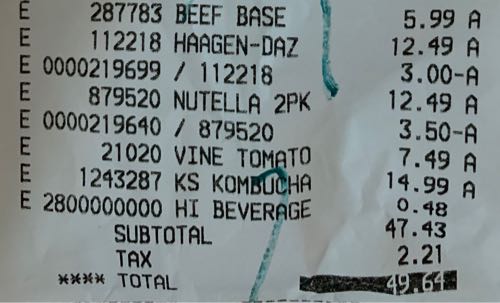 E 287783 BEEF BASE 5.99 A
E 112218 HAAGEN-DAZ 12.49 A
E 0000219699 / 112218 3.00-A
E 879520 NUTELLA 2PK 12.49 A
E 0000219640 / 879520 3.50-A
E 21020 VINE TOMATO 7.49 A
E 1243287 KS KOMBUCHA 14.99 A
E 2800000000 HI BEVERAGE 0.48
SUBTOTAL 47.43
TAX 2.21
**** TOTAL 49.64